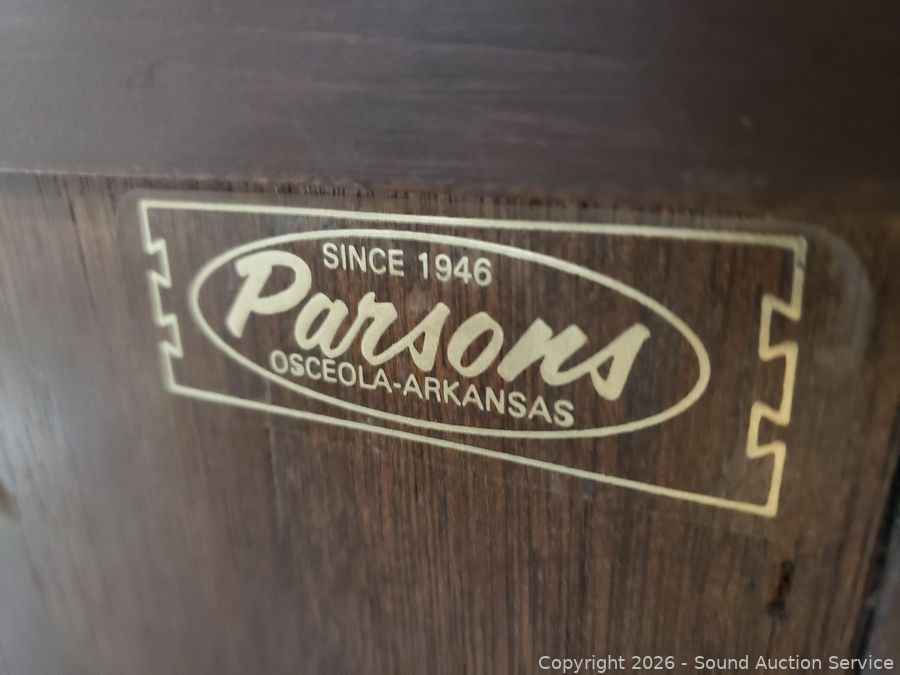 SINCE 1946
Parsons
OSCEOLA-ARKANSAS
Copyright 2026 - Sound Auction Service